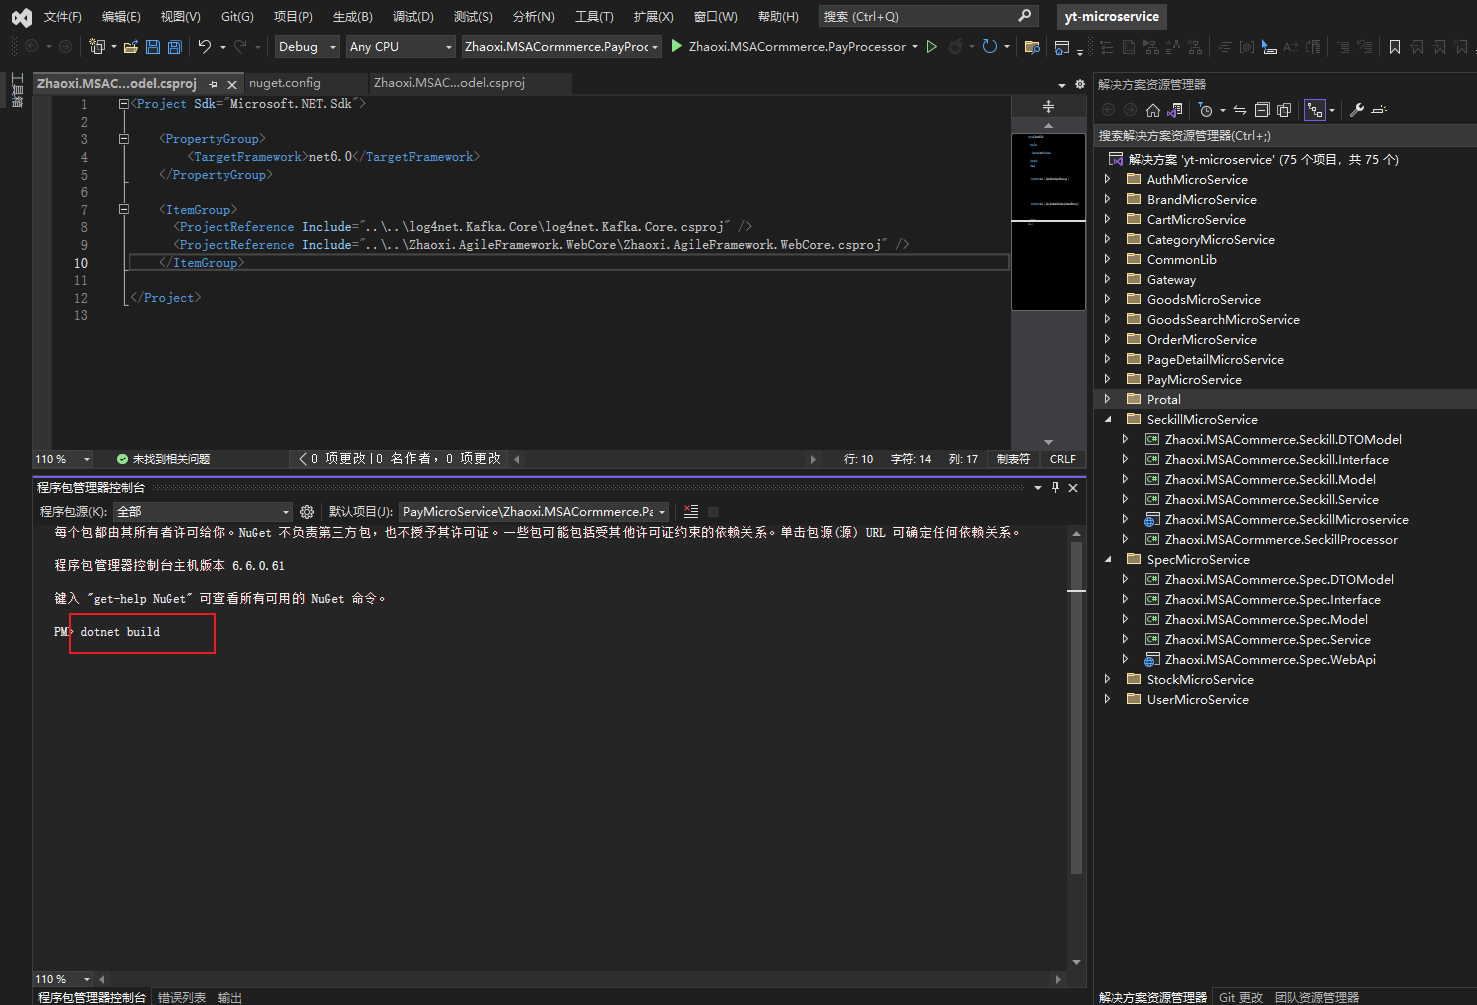 文件(F) 编辑(E) 视图(V) Git(G) 项目(P) 生成(B) 调试(D) 测试(S) 分析(N) 工具(T) 扩展(X) 窗口(W) 帮助(H) 搜索 (Ctrl+Q) yt-microservice
Debug Any CPU Zhaoxi.MSACormmerce.PayProc Zhaoxi.MSACormmerce.PayProcessor
工具箱
Zhaoxi.MSAC...odel.csproj nuget.config Zhaoxi.MSAC...odel.csproj
1 <Project Sdk="Microsoft.NET.Sdk">
2
3 <PropertyGroup>
4 <TargetFramework>net6.0</TargetFramework>
5 </PropertyGroup>
6
7 <ItemGroup>
8 <ProjectReference Include="..\..\log4net.Kafka.Core\log4net.Kafka.Core.csproj" />
9 <ProjectReference Include="..\..\Zhaoxi.AgileFramework.WebCore\Zhaoxi.AgileFramework.WebCore.csproj" />
10 </ItemGroup>
11
12 </Project>
13
110 % 未找到相关问题 0 项更改 | 0 名作者，0 项更改 行: 10 字符: 14 列: 17 制表符 CRLF
程序包管理器控制台
程序包源(K): 全部 默认项目(J): PayMicroService\Zhaoxi.MSACormmerce.Pa
每个包都由其所有者许可给你。NuGet 不负责第三方包，也不授予其许可证。一些包可能包括受其他许可证约束的依赖关系。单击包源(源) URL 可确定任何依赖关系。
程序包管理器控制台主机版本 6.6.0.61
键入 "get-help NuGet" 可查看所有可用的 NuGet 命令。
PM> dotnet build
110 %
程序包管理器控制台 错误列表 输出
解决方案资源管理器
搜索解决方案资源管理器(Ctrl+;)
解决方案 'yt-microservice' (75 个项目，共 75 个)
AuthMicroService
BrandMicroService
CartMicroService
CategoryMicroService
CommonLib
Gateway
GoodsMicroService
GoodsSearchMicroService
OrderMicroService
PageDetailMicroService
PayMicroService
Protal
SeckillMicroService
Zhaoxi.MSACommerce.Seckill.DTOModel
Zhaoxi.MSACommerce.Seckill.Interface
Zhaoxi.MSACommerce.Seckill.Model
Zhaoxi.MSACommerce.Seckill.Service
Zhaoxi.MSACommerce.SeckillMicroservice
Zhaoxi.MSACormmerce.SeckillProcessor
SpecMicroService
Zhaoxi.MSACommerce.Spec.DTOModel
Zhaoxi.MSACommerce.Spec.Interface
Zhaoxi.MSACommerce.Spec.Model
Zhaoxi.MSACommerce.Spec.Service
Zhaoxi.MSACommerce.Spec.WebApi
StockMicroService
UserMicroService
解决方案资源管理器 Git 更改 团队资源管理器